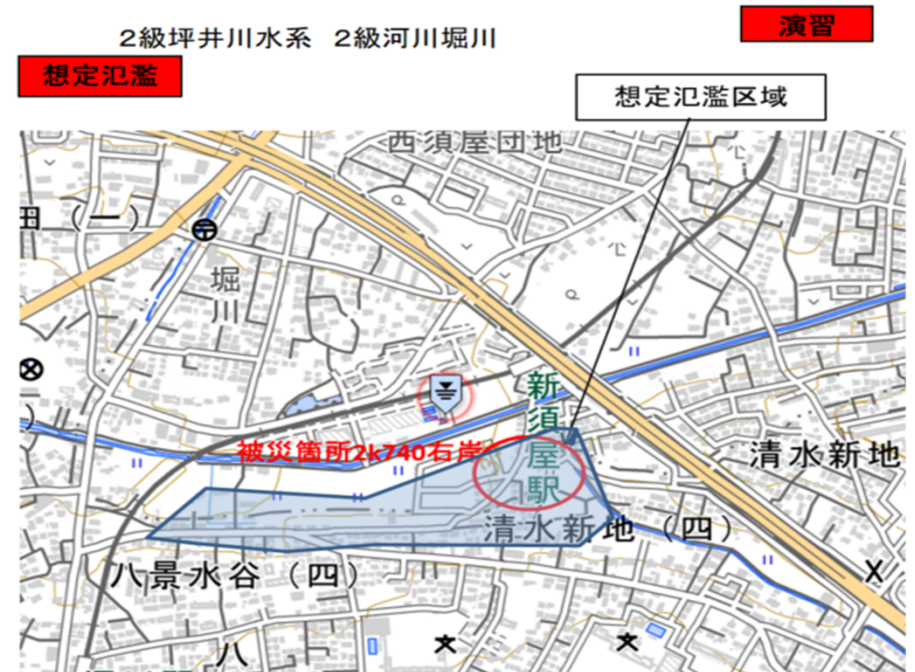 2級坪井川水系 2級河川堀川
演習
想定氾濫
想定氾濫区域
西須屋団地
田（一）
堀川
新須屋駅
被災箇所2k740右岸
清水新地
清水新地（四）
八景水谷（四）
八